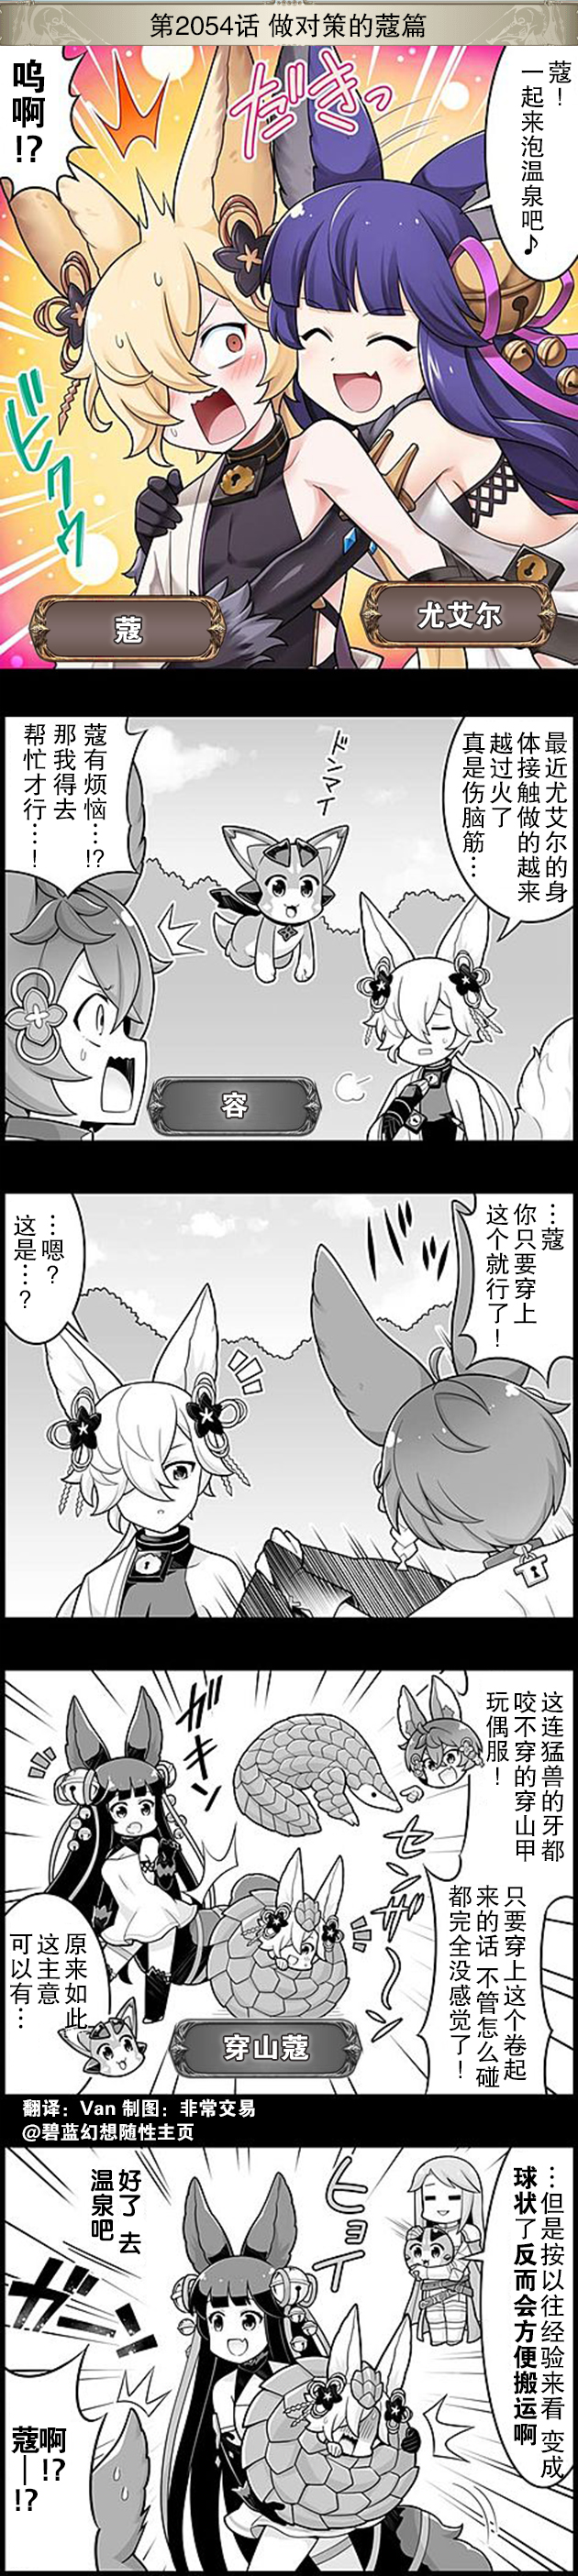 第2054话 做对策的蔻篇
蔻！
一起来泡温泉吧♪
だきっ
呜啊!?
ビクゥ
蔻
尤艾尔
最近尤艾尔的身
体接触做的越来
越过火了
真是伤脑筋…
ドンマイ
蔻有烦恼…!?
那我得去
帮忙才行…！
容
…蔻
你只要穿上
这个就行了！
…嗯？
这是…？
这连猛兽的牙都
咬不穿的穿山甲
玩偶服！
ガキン
セーン
只要穿上这个卷起
来的话 不管怎么碰
都完全没感觉了！
原来如此
这主意
可以有…
穿山蔻
翻译：Van 制图：非常交易
@碧蓝幻想随性主页
…但是按以往经验来看 变成
球状了反而会方便搬运啊
ヒョイ
好了 去
温泉吧
ガーン
啊!?
蔻—!?